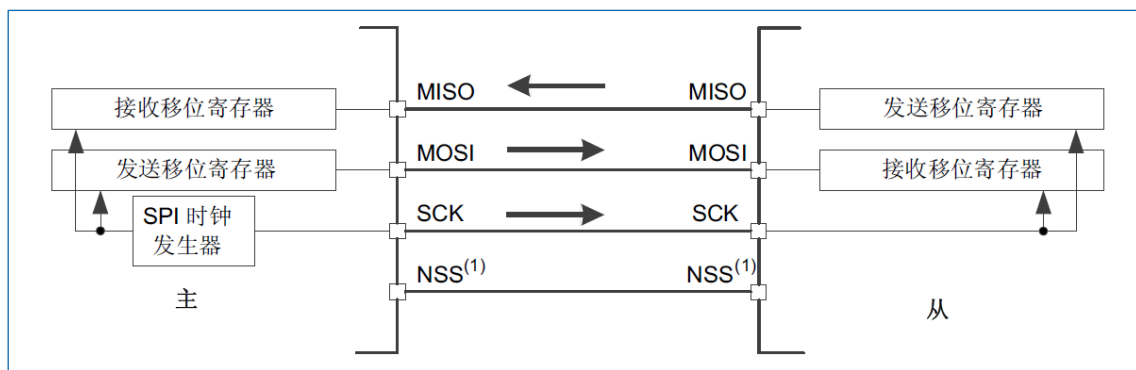 MISO MISO
接收移位寄存器 发送移位寄存器
MOSI MOSI
发送移位寄存器 接收移位寄存器
SPI 时钟
发生器
SCK SCK
NSS(1) NSS(1)
主 从